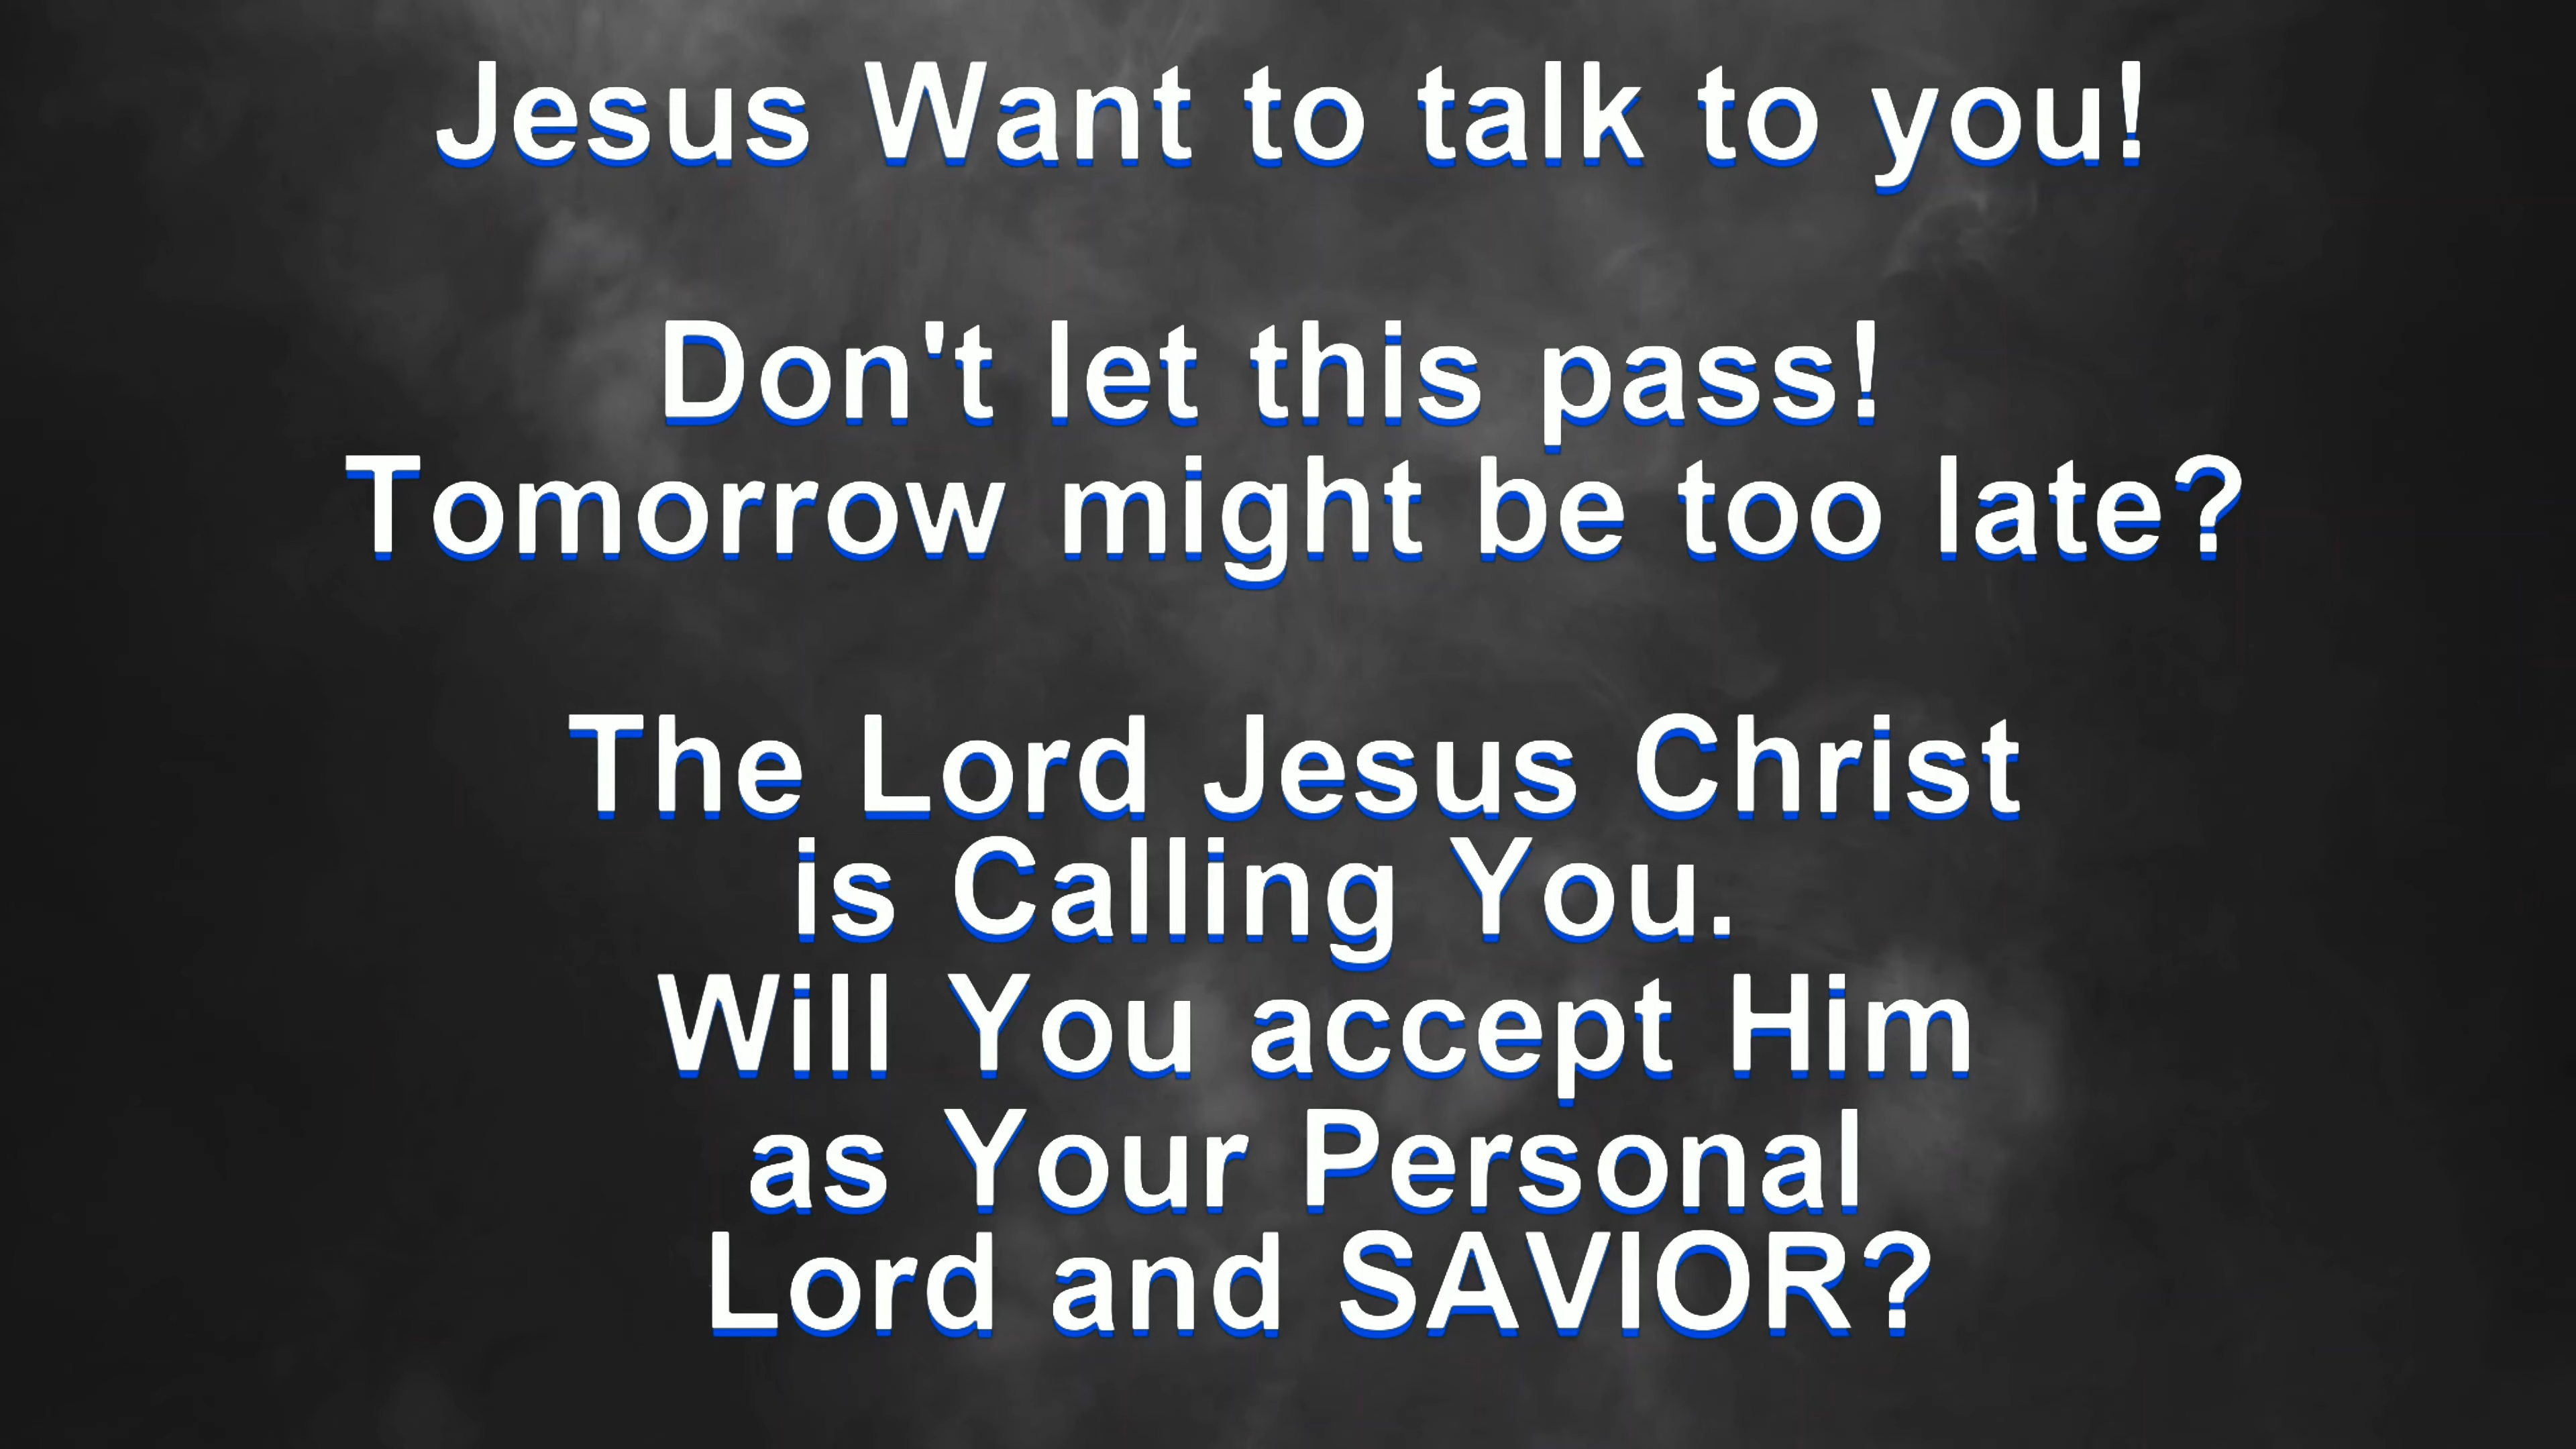 Jesus Want to talk to you!
Don't let this pass!
Tomorrow might be too late?
The Lord Jesus Christ
is Calling You.
Will You accept Him
as Your Personal
Lord and SAVIOR?